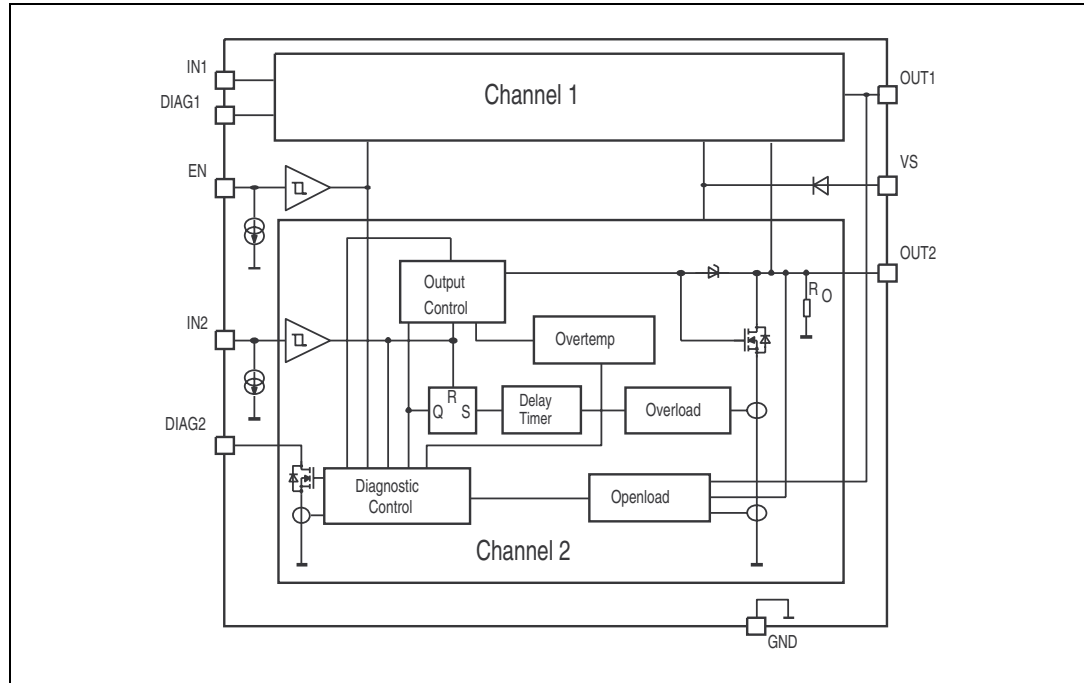 IN1
DIAG1
Channel 1
OUT1
EN
VS
OUT2
Output
Control
R
O
IN2
Overtemp
R
Q
S
Delay
Timer
Overload
DIAG2
Diagnostic
Control
Openload
Channel 2
GND